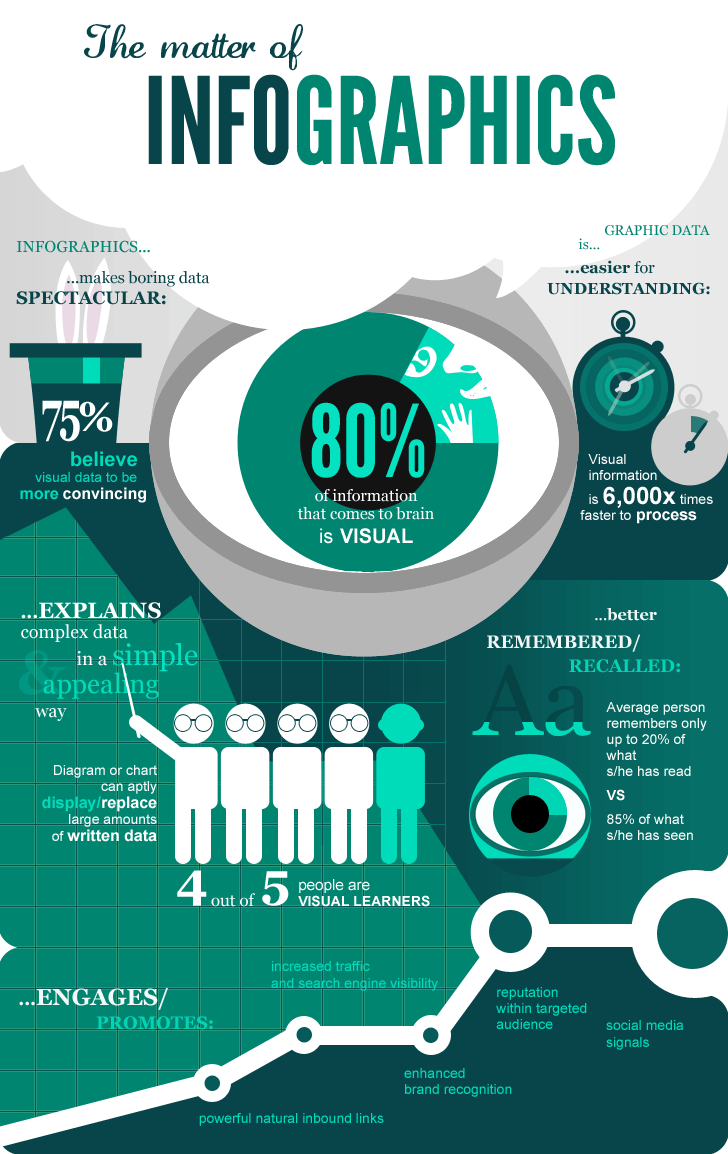 The matter of
INFOGRAPHICS
INFOGRAPHICS...
...makes boring data
SPECTACULAR:
75%
believe
visual data to be
more convincing
80%
of information
that comes to brain
is VISUAL
GRAPHIC DATA
is...
...easier for
UNDERSTANDING:
Visual
information
is 6,000x times
faster to process
...EXPLAINS
complex data
in a simple
& appealing
way
Diagram or chart
can aptly
display/replace
large amounts
of written data
4 out of 5 people are
VISUAL LEARNERS
...better
REMEMBERED/
RECALLED:
Aa
Average person
remembers only
up to 20% of
what
s/he has read
VS
85% of what
s/he has seen
...ENGAGES/
PROMOTES:
powerful natural inbound links
increased traffic
and search engine visibility
enhanced
brand recognition
reputation
within targeted
audience
social media
signals